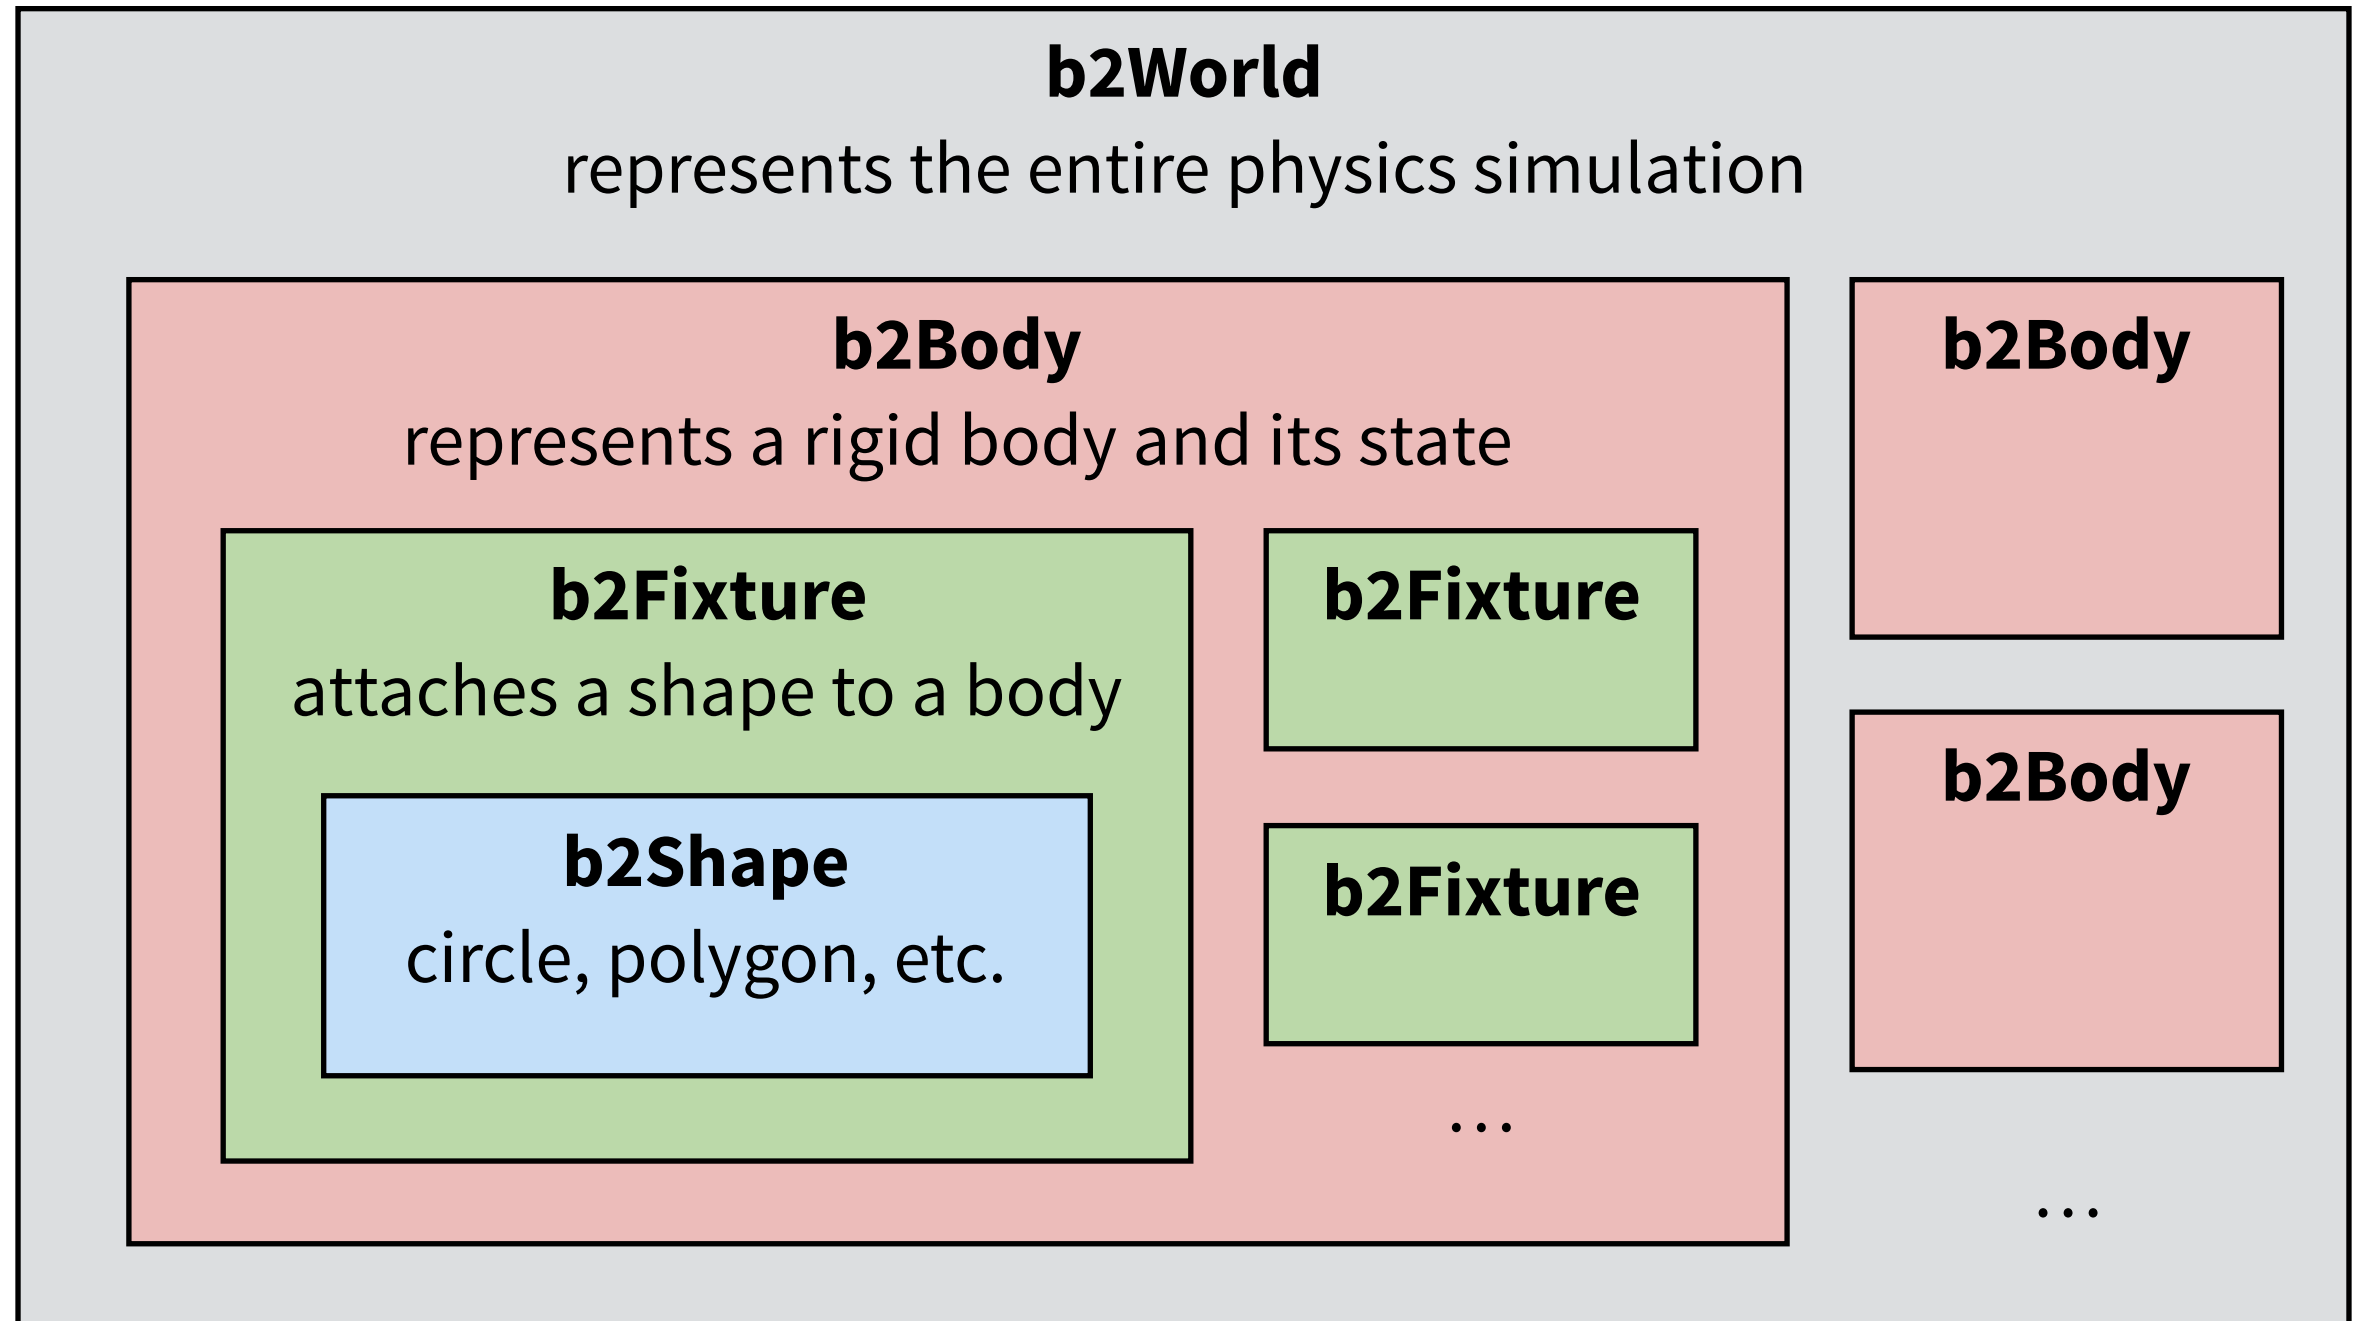 b2World
represents the entire physics simulation
b2Body
represents a rigid body and its state
b2Fixture
attaches a shape to a body
b2Shape
circle, polygon, etc.
b2Fixture
b2Fixture
...
b2Body
b2Body
...